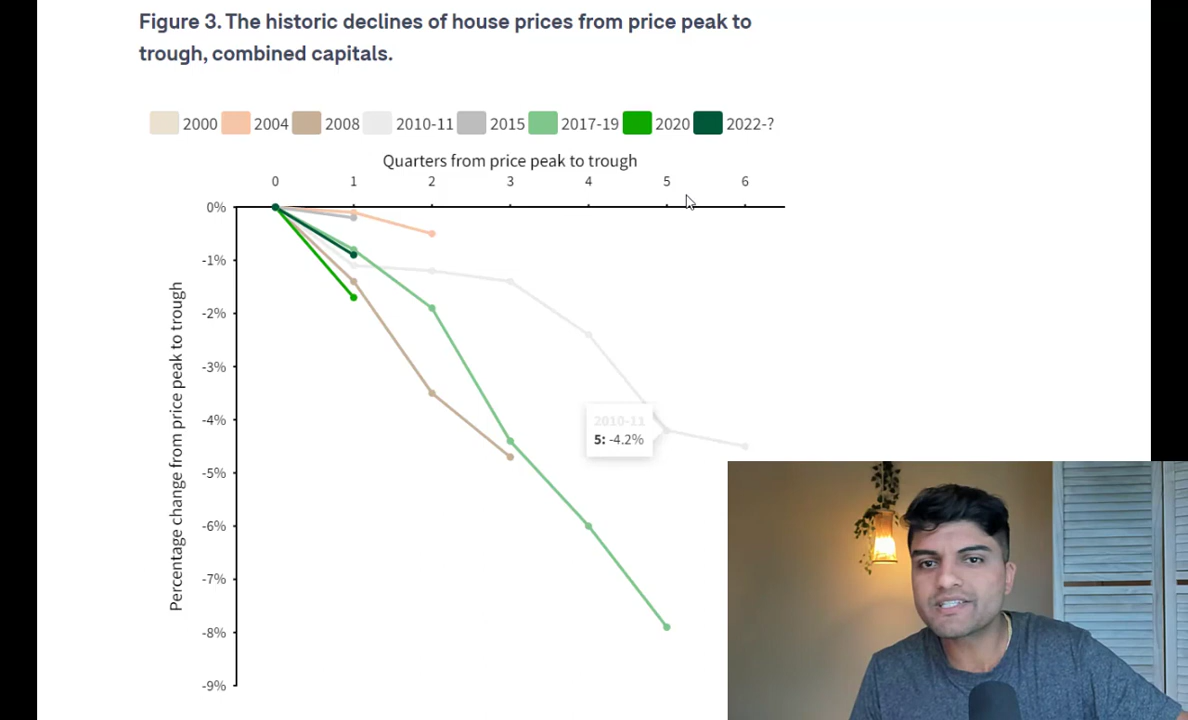 Figure 3. The historic declines of house prices from price peak to
trough, combined capitals.
2000 2004 2008 2010-11 2015 2017-19 2020 2022-?
Quarters from price peak to trough
0 1 2 3 4 5 6
Percentage change from price peak to trough
0%
-1%
-2%
-3%
-4%
-5%
-6%
-7%
-8%
-9%
2010-11
5: -4.2%